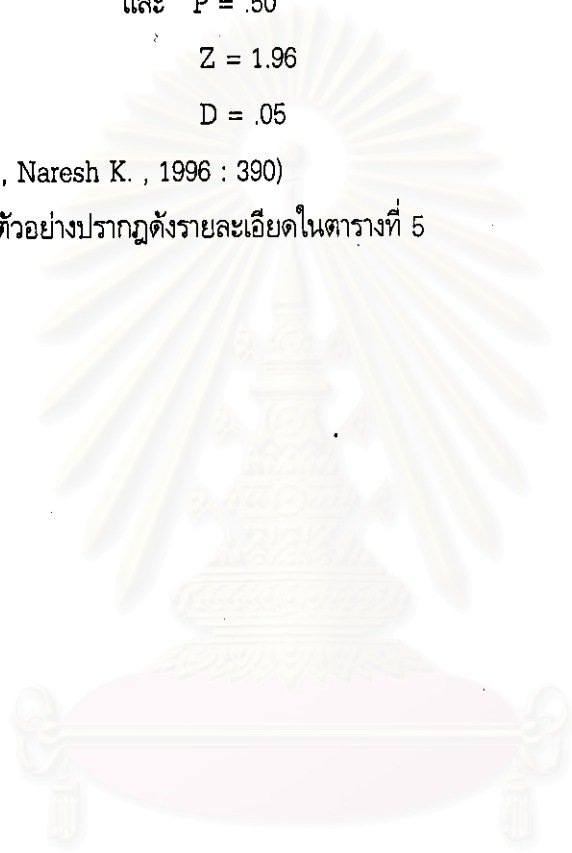 และ P = .50
Z = 1.96
D = .05
, Naresh K. , 1996 : 390)
ตัวอย่างปรากฏดังรายละเอียดในตารางที่ 5